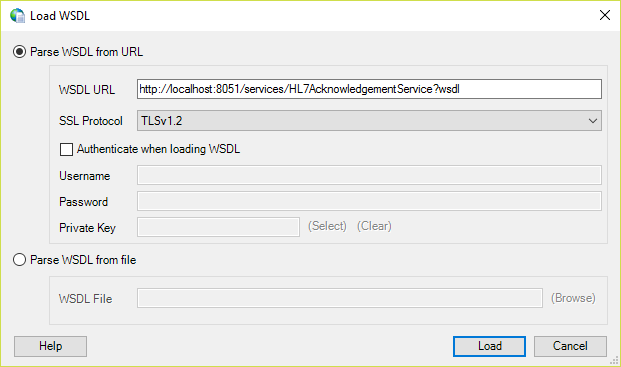 Load WSDL
Parse WSDL from URL
WSDL URL http://localhost:8051/services/HL7AcknowledgementService?wsdl
SSL Protocol TLSv1.2
Authenticate when loading WSDL
Username
Password
Private Key (Select) (Clear)
Parse WSDL from file
WSDL File (Browse)
Help Load Cancel